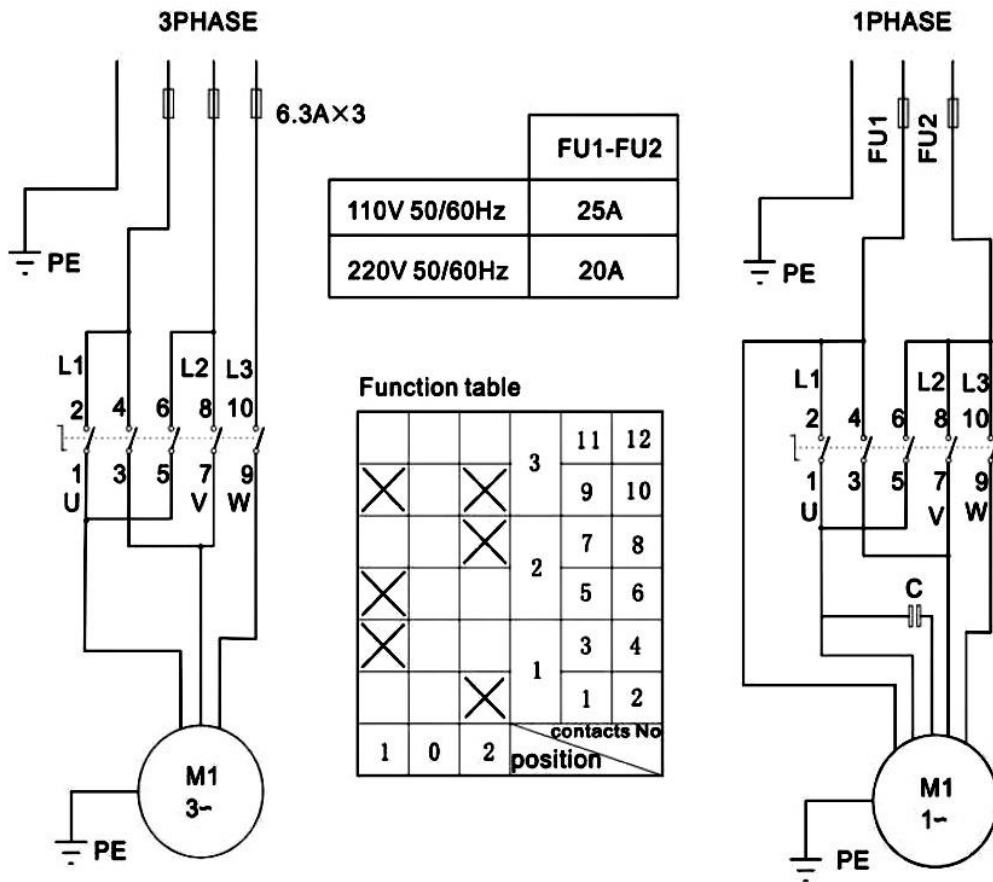 3PHASE
6.3A×3
PE
L1 L2 L3
2 4 6 8 10
1 3 5 7 9
U V W
M1
3~
PE
FU1-FU2
110V 50/60Hz 25A
220V 50/60Hz 20A
Function table
3 11 12
9 10
2 7 8
5 6
1 3 4
1 2
contacts No
1 0 2 position
1PHASE
FU1 FU2
PE
L1 L2 L3
2 4 6 8 10
1 3 5 7 9
U V W
C
M1
1~
PE